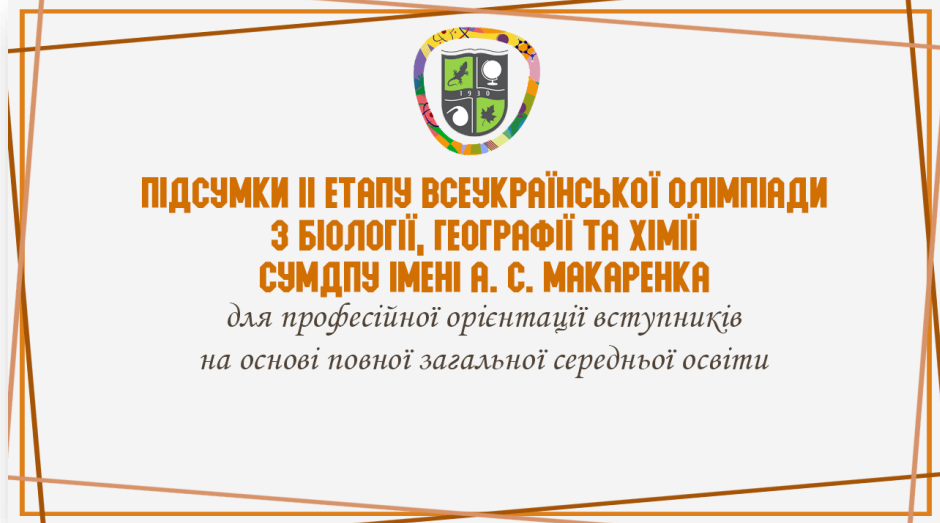 1930
ПІДСУМКИ ІІ ЕТАПУ ВСЕУКРАЇНСЬКОЇ ОЛІМПІАДИ
З БІОЛОГІЇ, ГЕОГРАФІЇ ТА ХІМІЇ
СУМДПУ ІМЕНІ А. С. МАКАРЕНКА
для професійної орієнтації вступників
на основі повної загальної середньої освіти